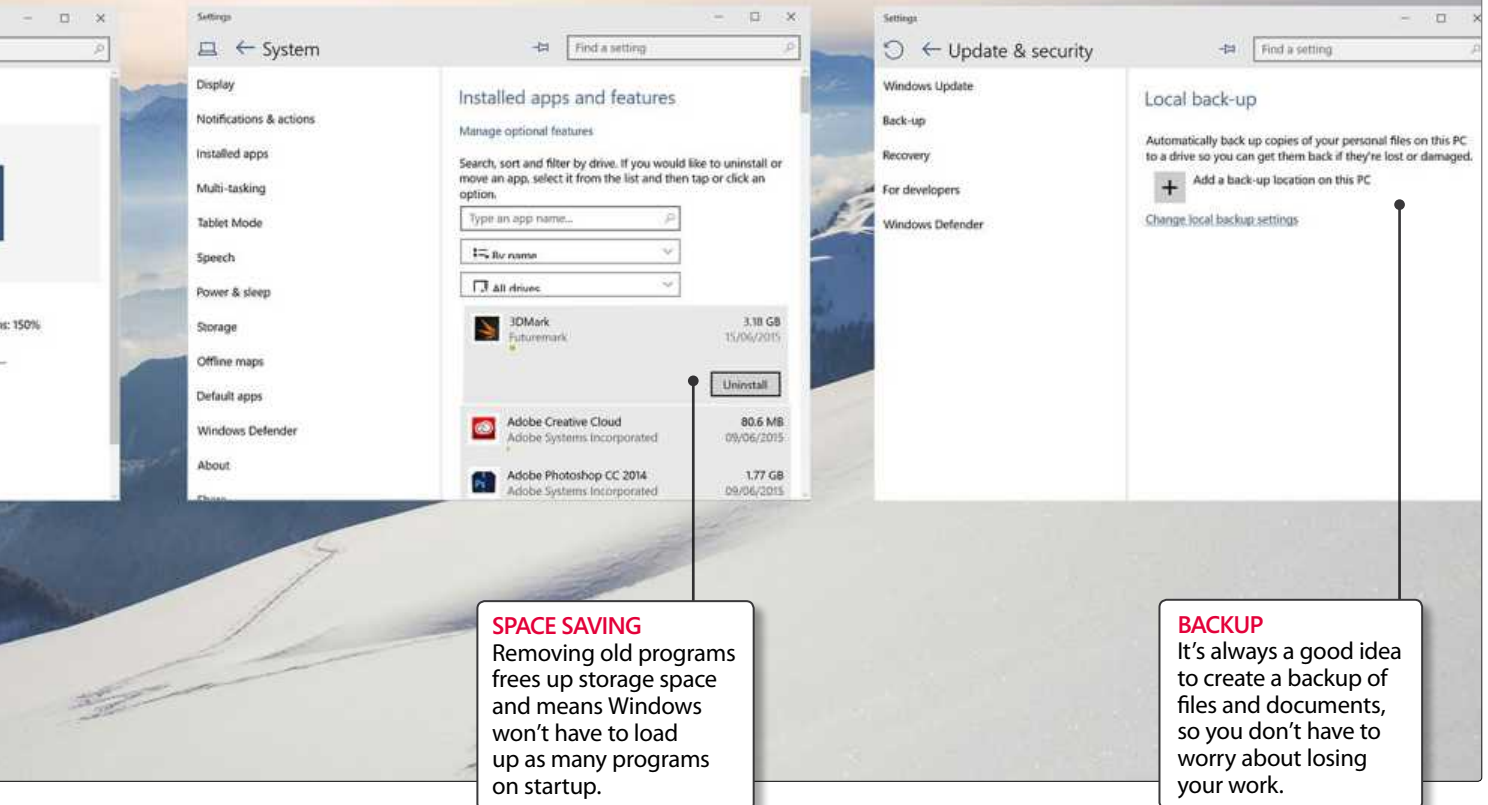 ns: 150%
Settings
System
Find a setting
Display
Notifications & actions
Installed apps
Multi-tasking
Tablet Mode
Speech
Power & sleep
Storage
Offline maps
Default apps
Windows Defender
About
Share
Installed apps and features
Manage optional features
Search, sort and filter by drive. If you would like to uninstall or
move an app, select it from the list and then tap or click an
option.
Type an app name...
By name
All drives
3DMark
3.18 GB
Futuremark
15/06/2015
Uninstall
Adobe Creative Cloud
80.6 MB
Adobe Systems Incorporated
09/06/2015
Adobe Photoshop CC 2014
1.77 GB
Adobe Systems Incorporated
09/06/2015
Settings
Update & security
Find a setting
Windows Update
Back-up
Recovery
For developers
Windows Defender
Local back-up
Automatically back up copies of your personal files on this PC
to a drive so you can get them back if they're lost or damaged.
Add a back-up location on this PC
Change local backup settings
SPACE SAVING
Removing old programs
frees up storage space
and means Windows
won't have to load
up as many programs
on startup.
BACKUP
It's always a good idea
to create a backup of
files and documents,
so you don't have to
worry about losing
your work.